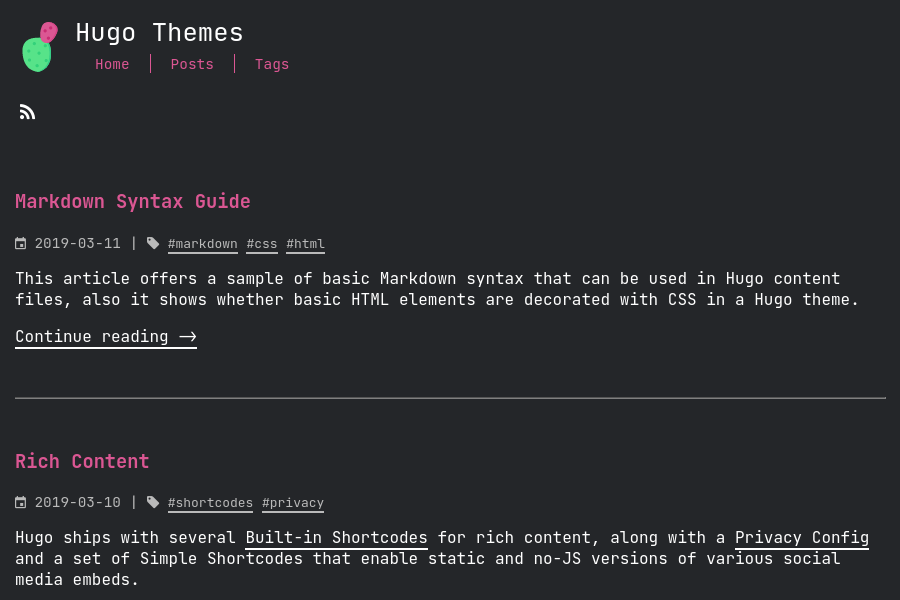 Hugo Themes
Home | Posts | Tags
Markdown Syntax Guide
2019-03-11 | #markdown #css #html
This article offers a sample of basic Markdown syntax that can be used in Hugo content
files, also it shows whether basic HTML elements are decorated with CSS in a Hugo theme.
Continue reading →
Rich Content
2019-03-10 | #shortcodes #privacy
Hugo ships with several Built-in Shortcodes for rich content, along with a Privacy Config
and a set of Simple Shortcodes that enable static and no-JS versions of various social
media embeds.